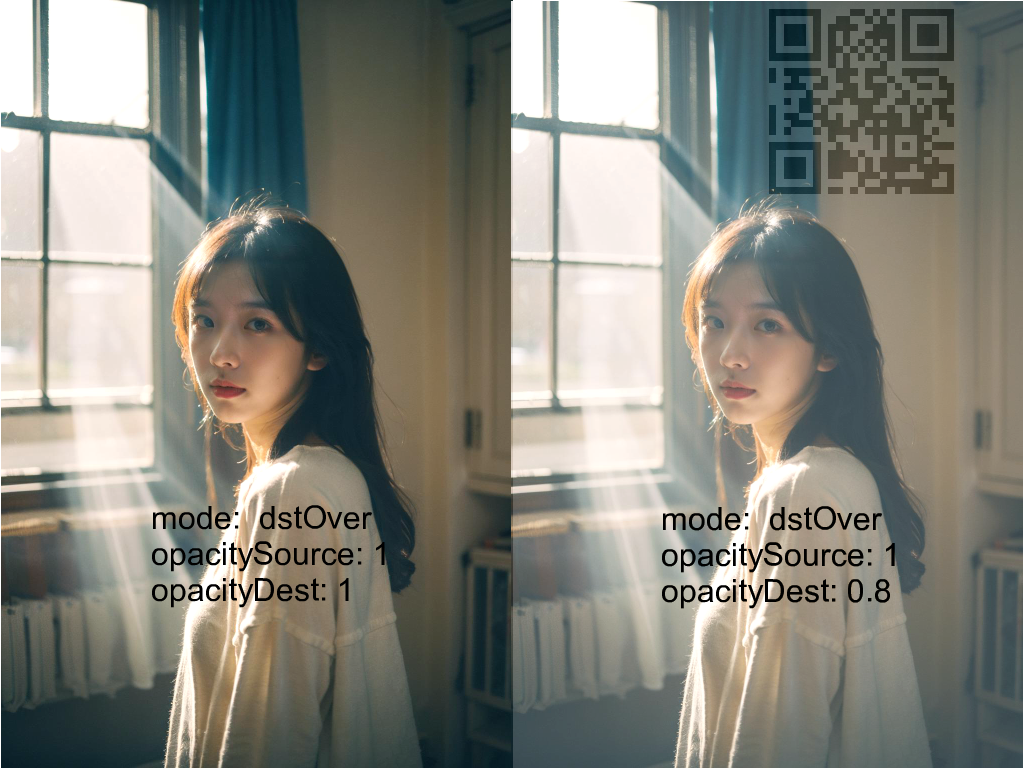 mode: dstOver
opacitySource: 1
opacityDest: 1
mode: dstOver
opacitySource: 1
opacityDest: 0.8